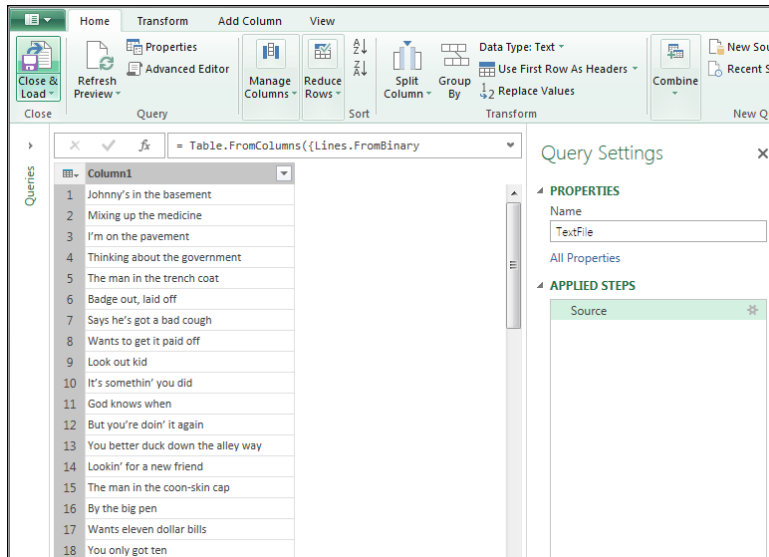 Home Transform Add Column View
Close & Load
Refresh Preview
Properties
Advanced Editor
Manage Columns
Reduce Rows
Split Column
Group By
Data Type: Text
Use First Row As Headers
1 2 Replace Values
Combine
New Sou
Recent S
Close Query Sort Transform New Q
Queries
fx = Table.FromColumns({Lines.FromBinary
Column1
1 Johnny’s in the basement
2 Mixing up the medicine
3 I’m on the pavement
4 Thinking about the government
5 The man in the trench coat
6 Badge out, laid off
7 Says he’s got a bad cough
8 Wants to get it paid off
9 Look out kid
10 It’s somethin’ you did
11 God knows when
12 But you’re doin’ it again
13 You better duck down the alley way
14 Lookin’ for a new friend
15 The man in the coon-skin cap
16 By the big pen
17 Wants eleven dollar bills
18 You only got ten
Query Settings
PROPERTIES
Name
TextFile
All Properties
APPLIED STEPS
Source